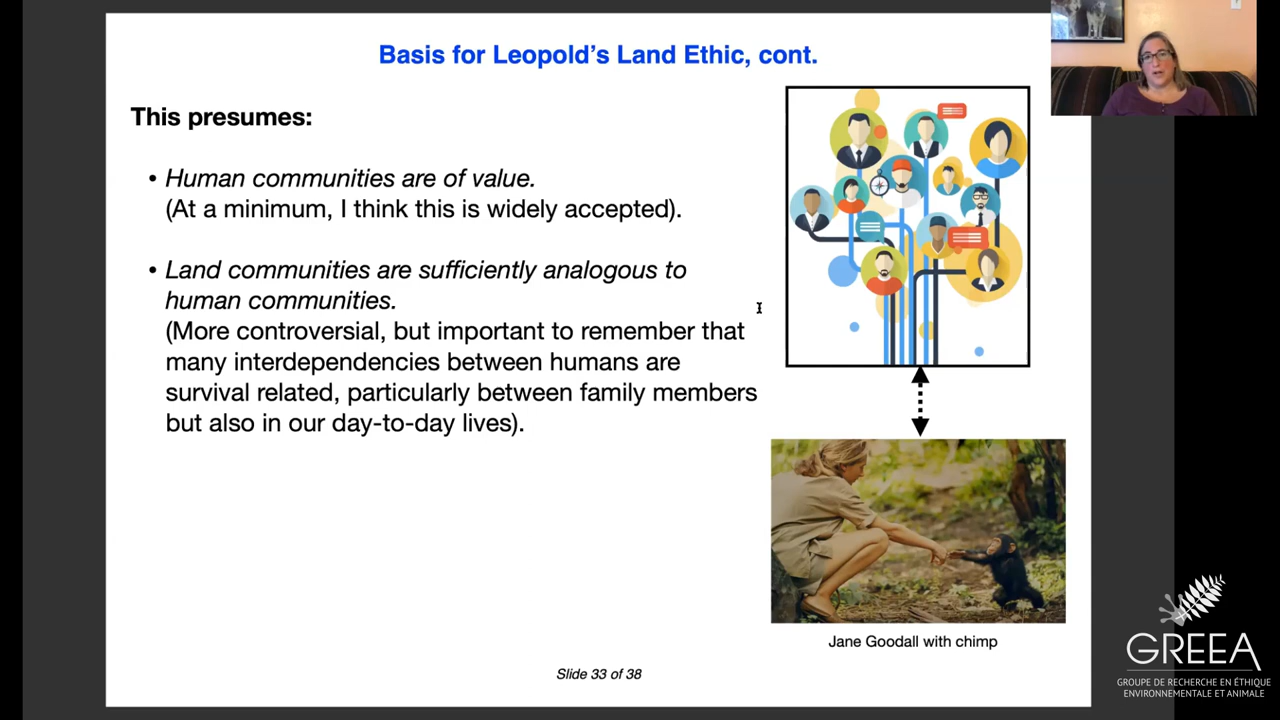 Basis for Leopold's Land Ethic, cont.
This presumes:
• Human communities are of value.
(At a minimum, I think this is widely accepted).
• Land communities are sufficiently analogous to
human communities.
(More controversial, but important to remember that
many interdependencies between humans are
survival related, particularly between family members
but also in our day-to-day lives).
Jane Goodall with chimp
Slide 33 of 38
GREEA
GROUPE DE RECHERCHE EN ÉTHIQUE
ENVIRONNEMENTALE ET ANIMALE